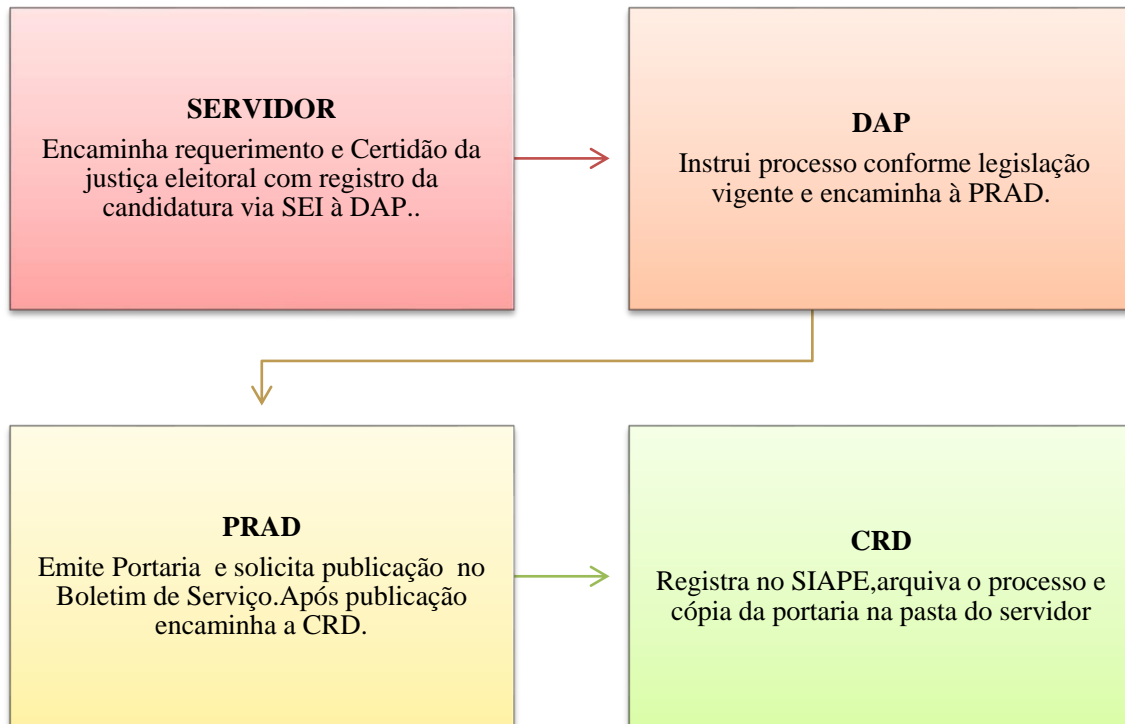 SERVIDOR
Encaminha requerimento e Certidão da
justiça eleitoral com registro da
candidatura via SEI à DAP..
DAP
Instrui processo conforme legislação
vigente e encaminha à PRAD.
PRAD
Emite Portaria e solicita publicação no
Boletim de Serviço.Após publicação
encaminha a CRD.
CRD
Registra no SIAPE,arquiva o processo e
cópia da portaria na pasta do servidor